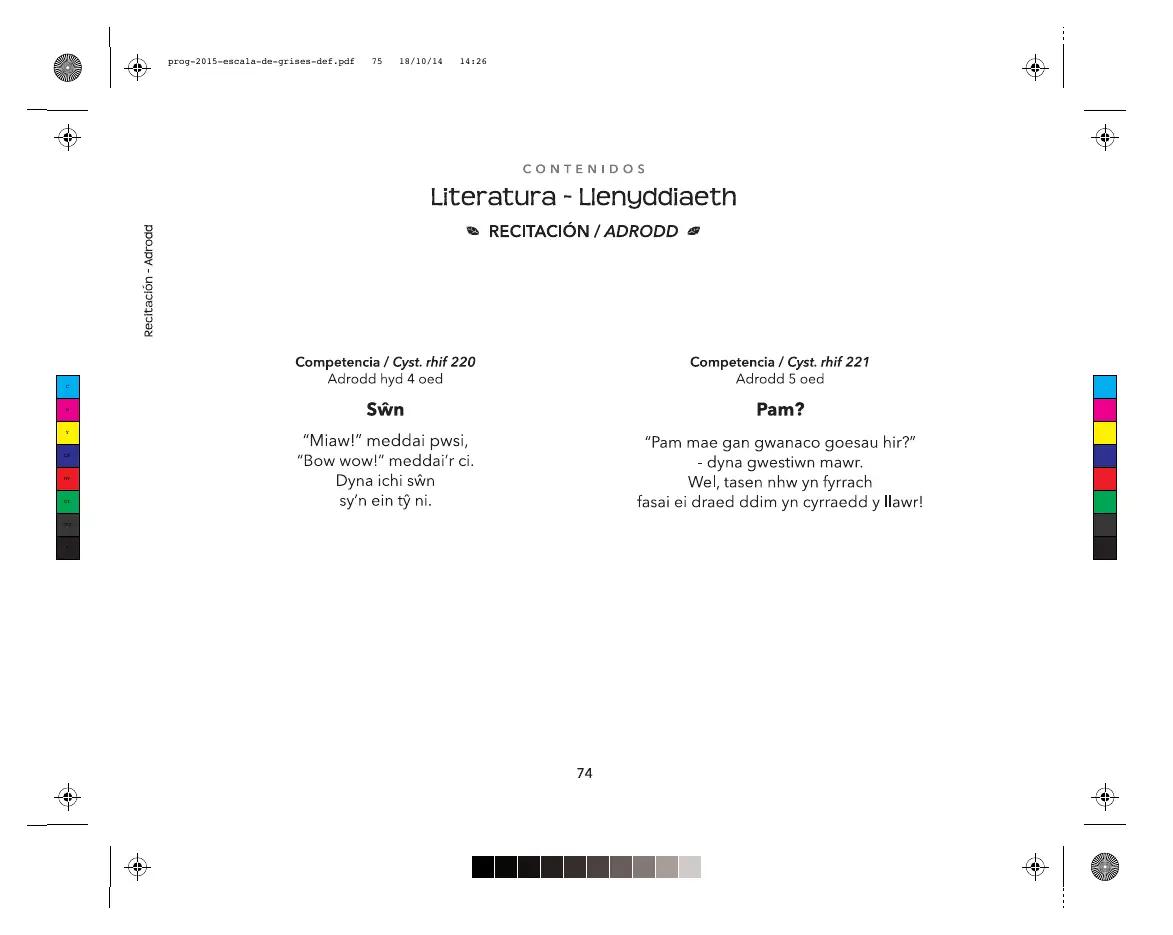 prog-2015-escala-de-grises-def.pdf 75 18/10/14 14:26
CONTENIDOS
Literatura - Llenyddiaeth
RECITACIÓN / ADRODD
Recitación - Adrodd
Competencia / Cyst. rhif 220
Adrodd hyd 4 oed
Sŵn
“Miaw!” meddai pwsi,
“Bow wow!” meddai’r ci.
Dyna ichi sŵn
sy’n ein tŷ ni.
Competencia / Cyst. rhif 221
Adrodd 5 oed
Pam?
“Pam mae gan gwanaco goesau hir?”
- dyna gwestiwn mawr.
Wel, tasen nhw yn fyrrach
fasai ei draed ddim yn cyrraedd y llawr!
74